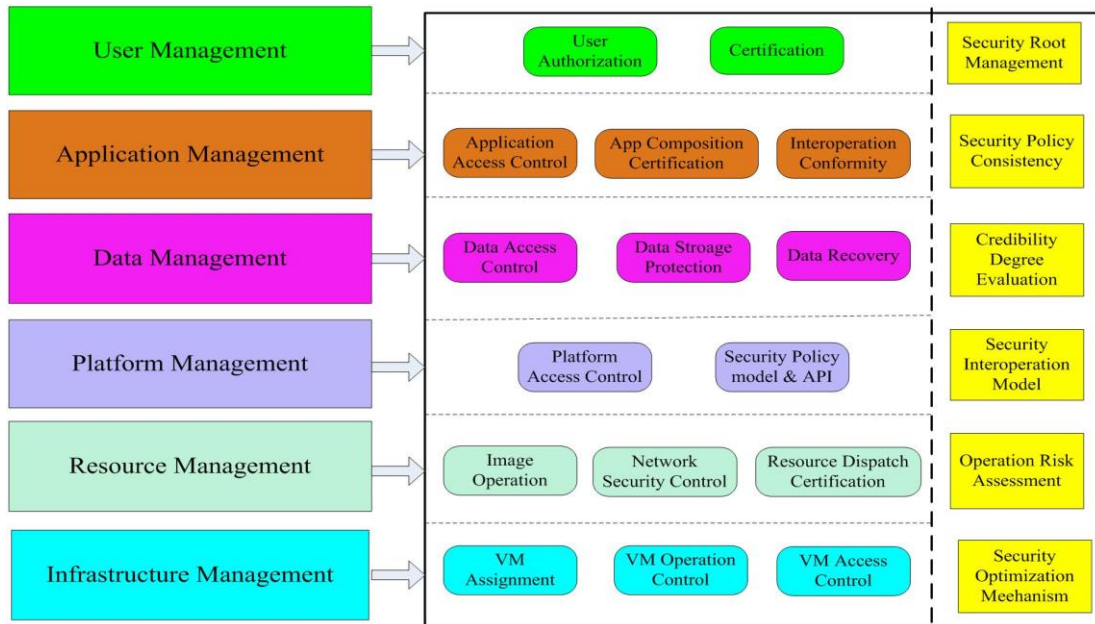 User Management
User
Authorization
Certification
Security Root
Management
Application Management
Application
Access Control
App Composition
Certification
Interoperation
Conformity
Security Policy
Consistency
Data Management
Data Access
Control
Data Stroage
Protection
Data Recovery
Credibility
Degree
Evaluation
Platform Management
Platform
Access Control
Security Policy
model & API
Security
Interoperation
Model
Resource Management
Image
Operation
Network
Security Control
Resource Dispatch
Certification
Operation Risk
Assessment
Infrastructure Management
VM
Assignment
VM Operation
Control
VM Access
Control
Security
Optimization
Meehanism